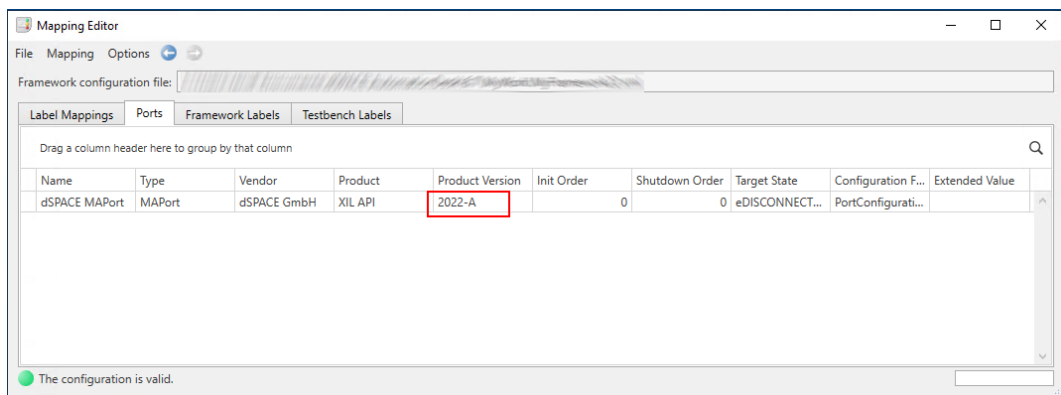 Mapping Editor
File Mapping Options
Framework configuration file:
Label Mappings Ports Framework Labels Testbench Labels
Drag a column header here to group by that column
Name Type Vendor Product Product Version Init Order Shutdown Order Target State Configuration F... Extended Value
dSPACE MAPort MAPort dSPACE GmbH XIL API 2022-A 0 0 eDISCONNECT... PortConfigurati...
The configuration is valid.